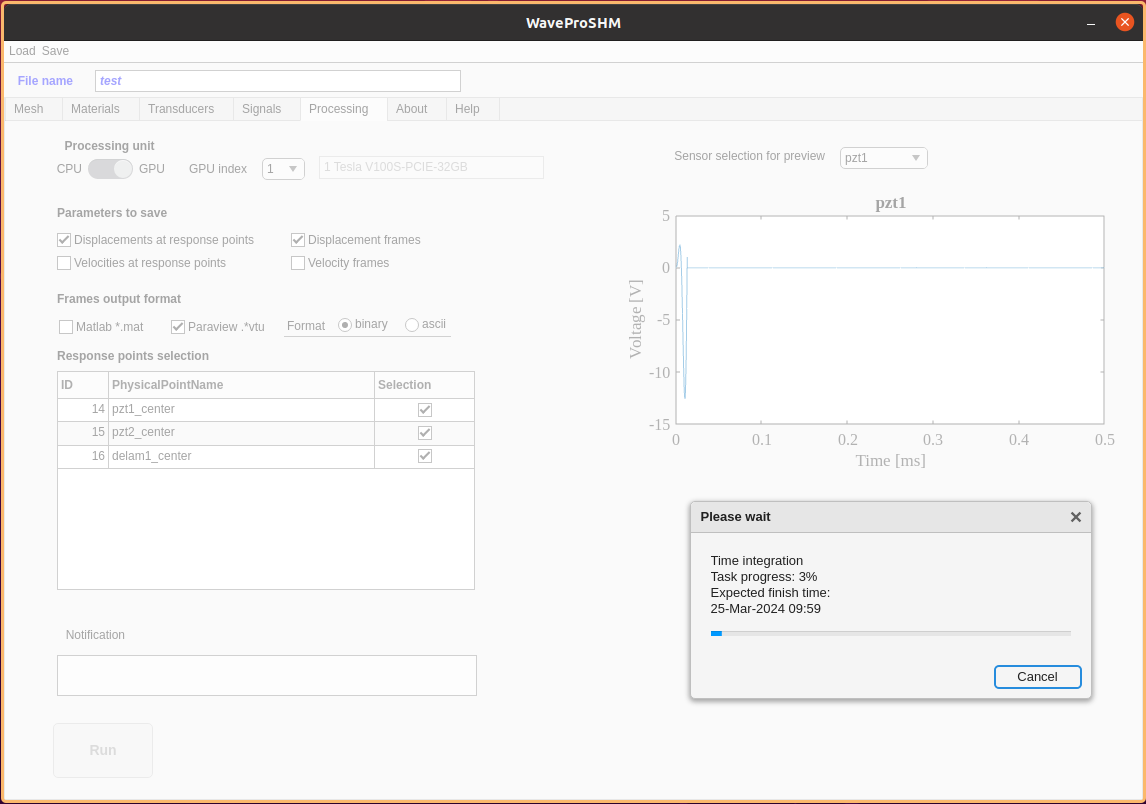 WaveProSHM
Load Save
File name test
Mesh Materials Transducers Signals Processing About Help
Processing unit
CPU GPU GPU index 1 1 Tesla V100S-PCIE-32GB
Parameters to save
Displacements at response points Displacement frames
Velocities at response points Velocity frames
Frames output format
Matlab *.mat Paraview .*vtu Format binary ascii
Response points selection
ID PhysicalPointName Selection
14 pzt1_center
15 pzt2_center
16 delam1_center
Notification
Run
Sensor selection for preview pzt1
pzt1
5
0
-5
-10
-15
Voltage [V]
0 0.1 0.2 0.3 0.4 0.5
Time [ms]
Please wait
Time integration
Task progress: 3%
Expected finish time:
25-Mar-2024 09:59
Cancel